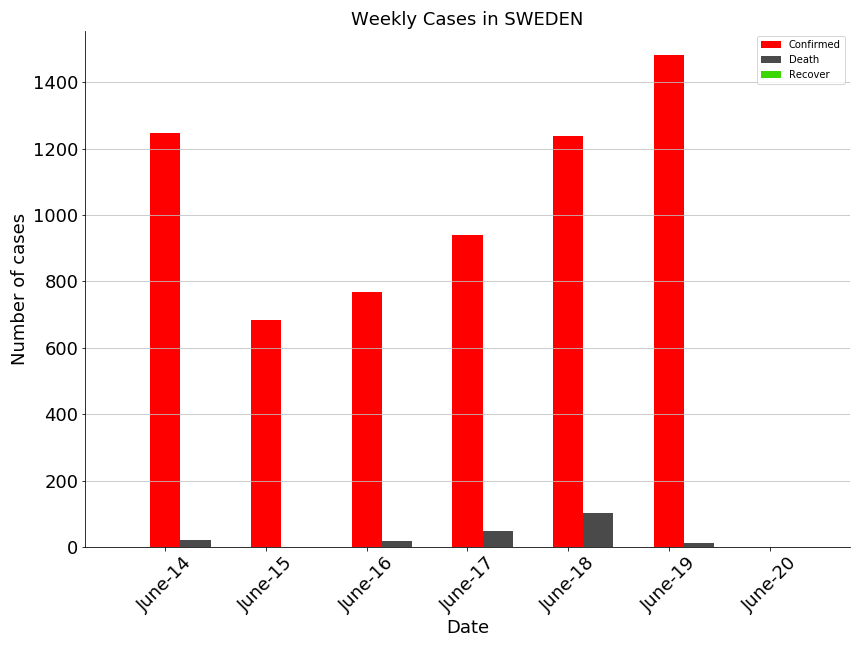 Weekly Cases in SWEDEN
Confirmed
Death
Recover
Number of cases
1400
1200
1000
800
600
400
200
0
June-14
June-15
June-16
June-17
June-18
June-19
June-20
Date